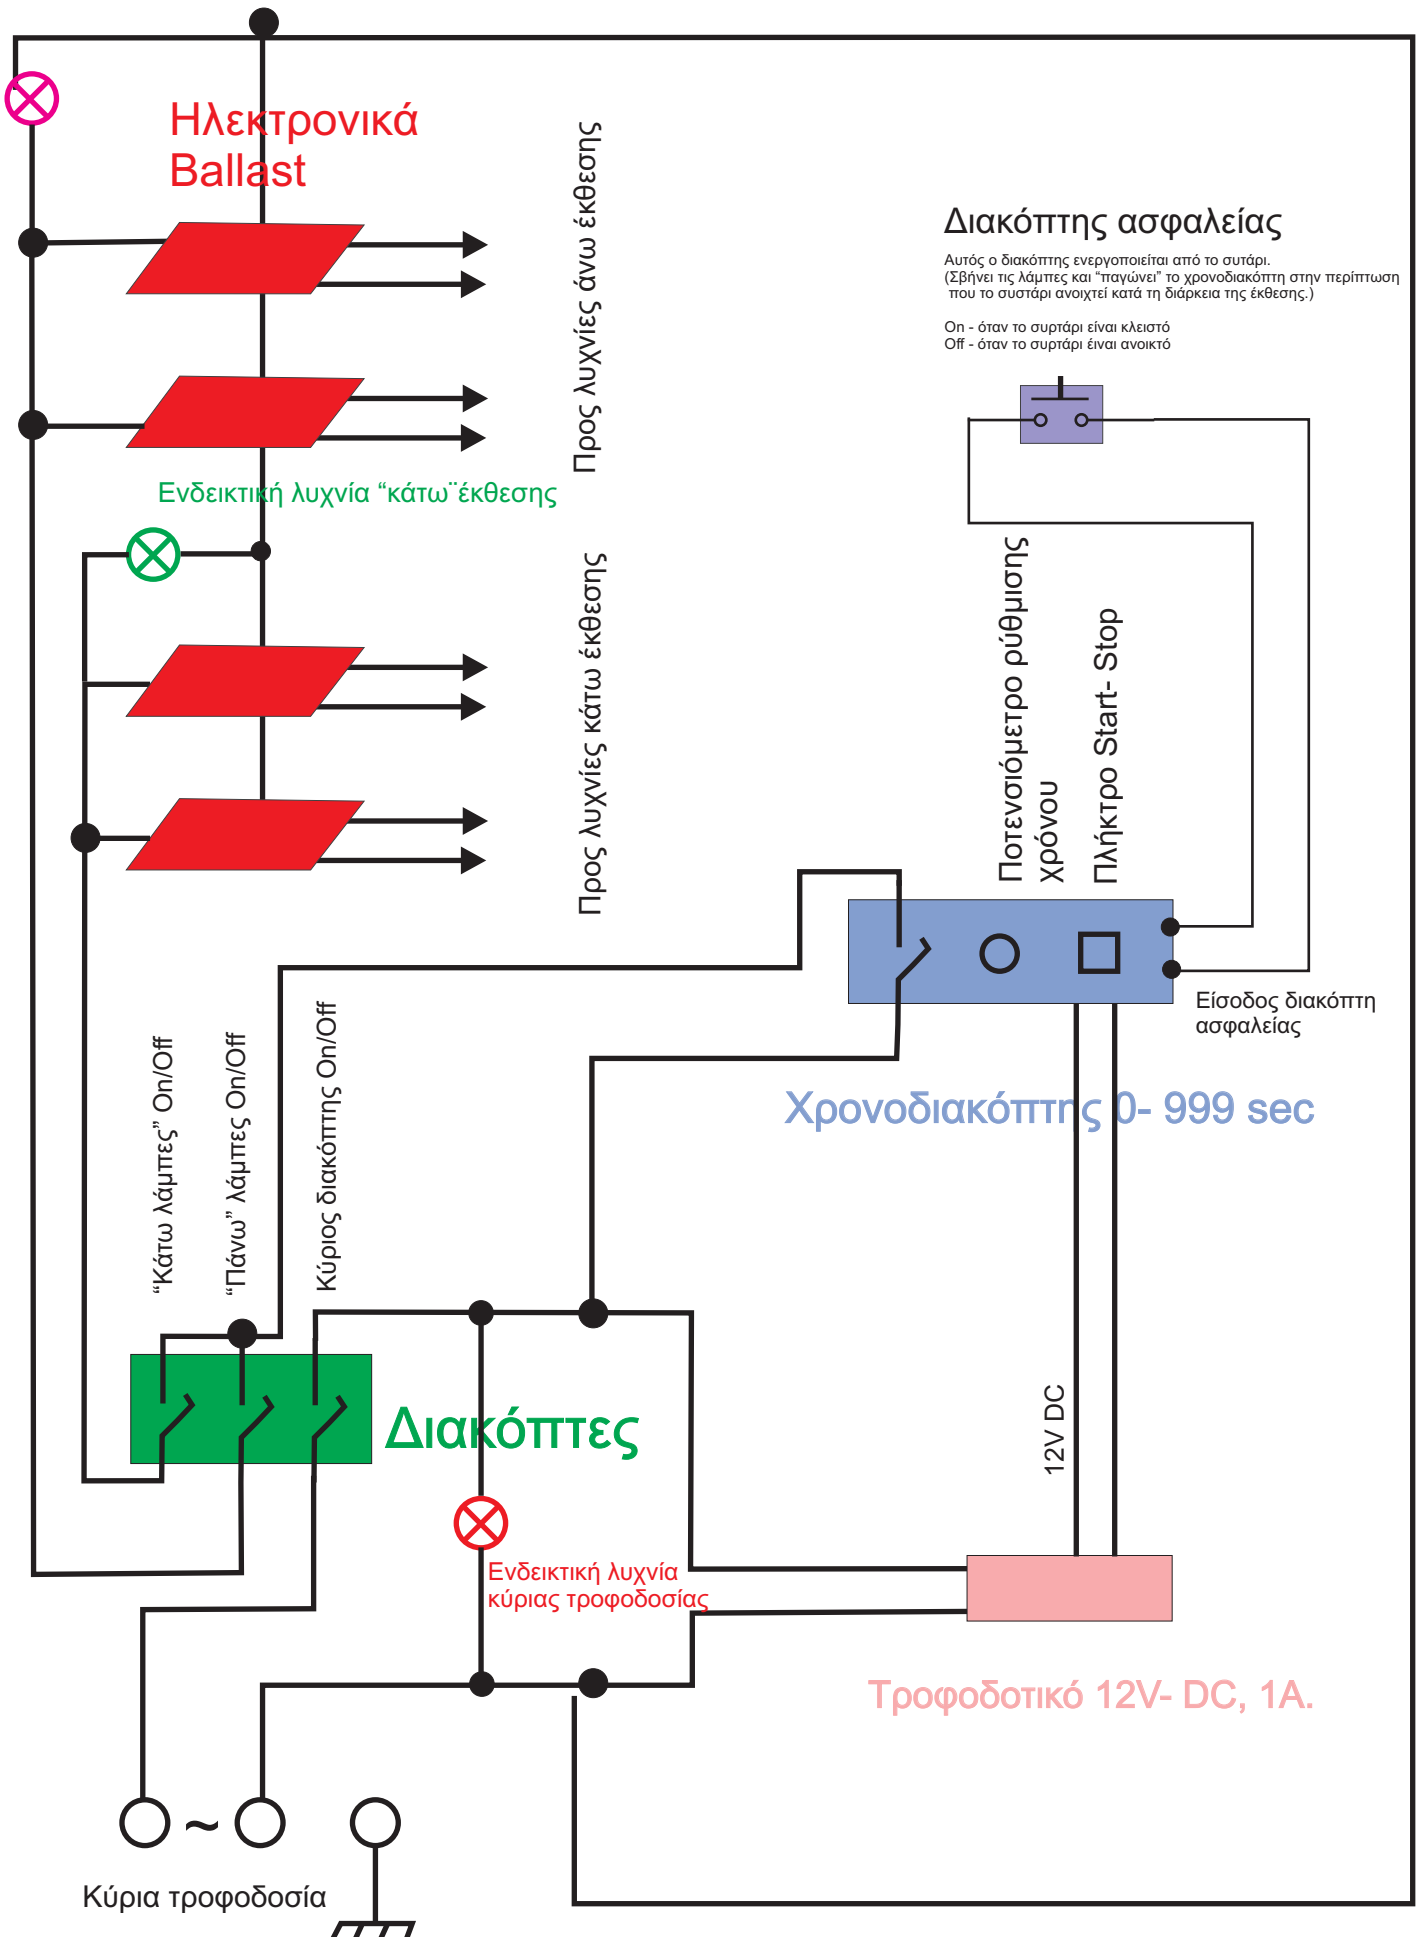 Ηλεκτρονικά
Ballast
Προς λυχνίες άνω έκθεσης
Διακόπτης ασφαλείας
Αυτός ο διακόπτης ενεργοποιείται από το συτάρι.
(Σβήνει τις λάμπες και “παγώνει” το χρονοδιακόπτη στην περίπτωση
που το συστάρι ανοιχτεί κατά τη διάρκεια της έκθεσης.)
On - όταν το συρτάρι είναι κλειστό
Off - όταν το συρτάρι έιναι ανοικτό
Ενδεικτική λυχνία “κάτω¨έκθεσης
Προς λυχνίες κάτω έκθεσης
Ποτενσιόμετρο ρύθμισης
χρόνου
Πλήκτρο Start- Stop
Είσοδος διακόπτη
ασφαλείας
Χρονοδιακόπτης 0- 999 sec
“Κάτω λάμπες” On/Off
“Πάνω” λάμπες On/Off
Κύριος διακόπτης On/Off
Διακόπτες
12V DC
Ενδεικτική λυχνία
κύριας τροφοδοσίας
Τροφοδοτικό 12V- DC, 1A.
~
Κύρια τροφοδοσία